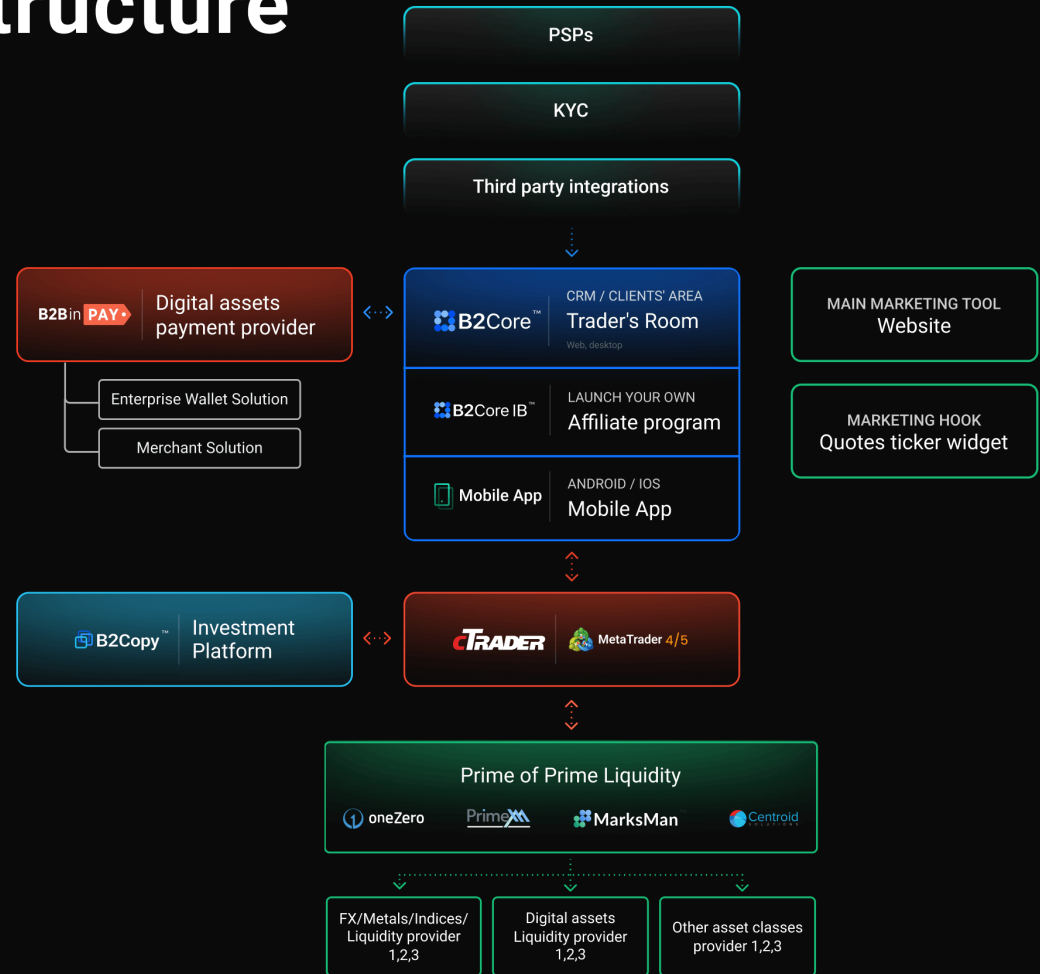 tructure
PSPs
KYC
Third party integrations
B2BinPAY
Digital assets
payment provider
Enterprise Wallet Solution
Merchant Solution
B2Core™
CRM / CLIENTS' AREA
Trader's Room
Web, desktop
B2Core IB™
LAUNCH YOUR OWN
Affiliate program
Mobile App
ANDROID / IOS
Mobile App
MAIN MARKETING TOOL
Website
MARKETING HOOK
Quotes ticker widget
B2Copy™
Investment
Platform
cTRADER
MetaTrader 4/5
Prime of Prime Liquidity
oneZero
PrimeXM
MarksMan
Centroid
SOLUTIONS
FX/Metals/Indices/
Liquidity provider
1,2,3
Digital assets
Liquidity provider
1,2,3
Other asset classes
provider 1,2,3